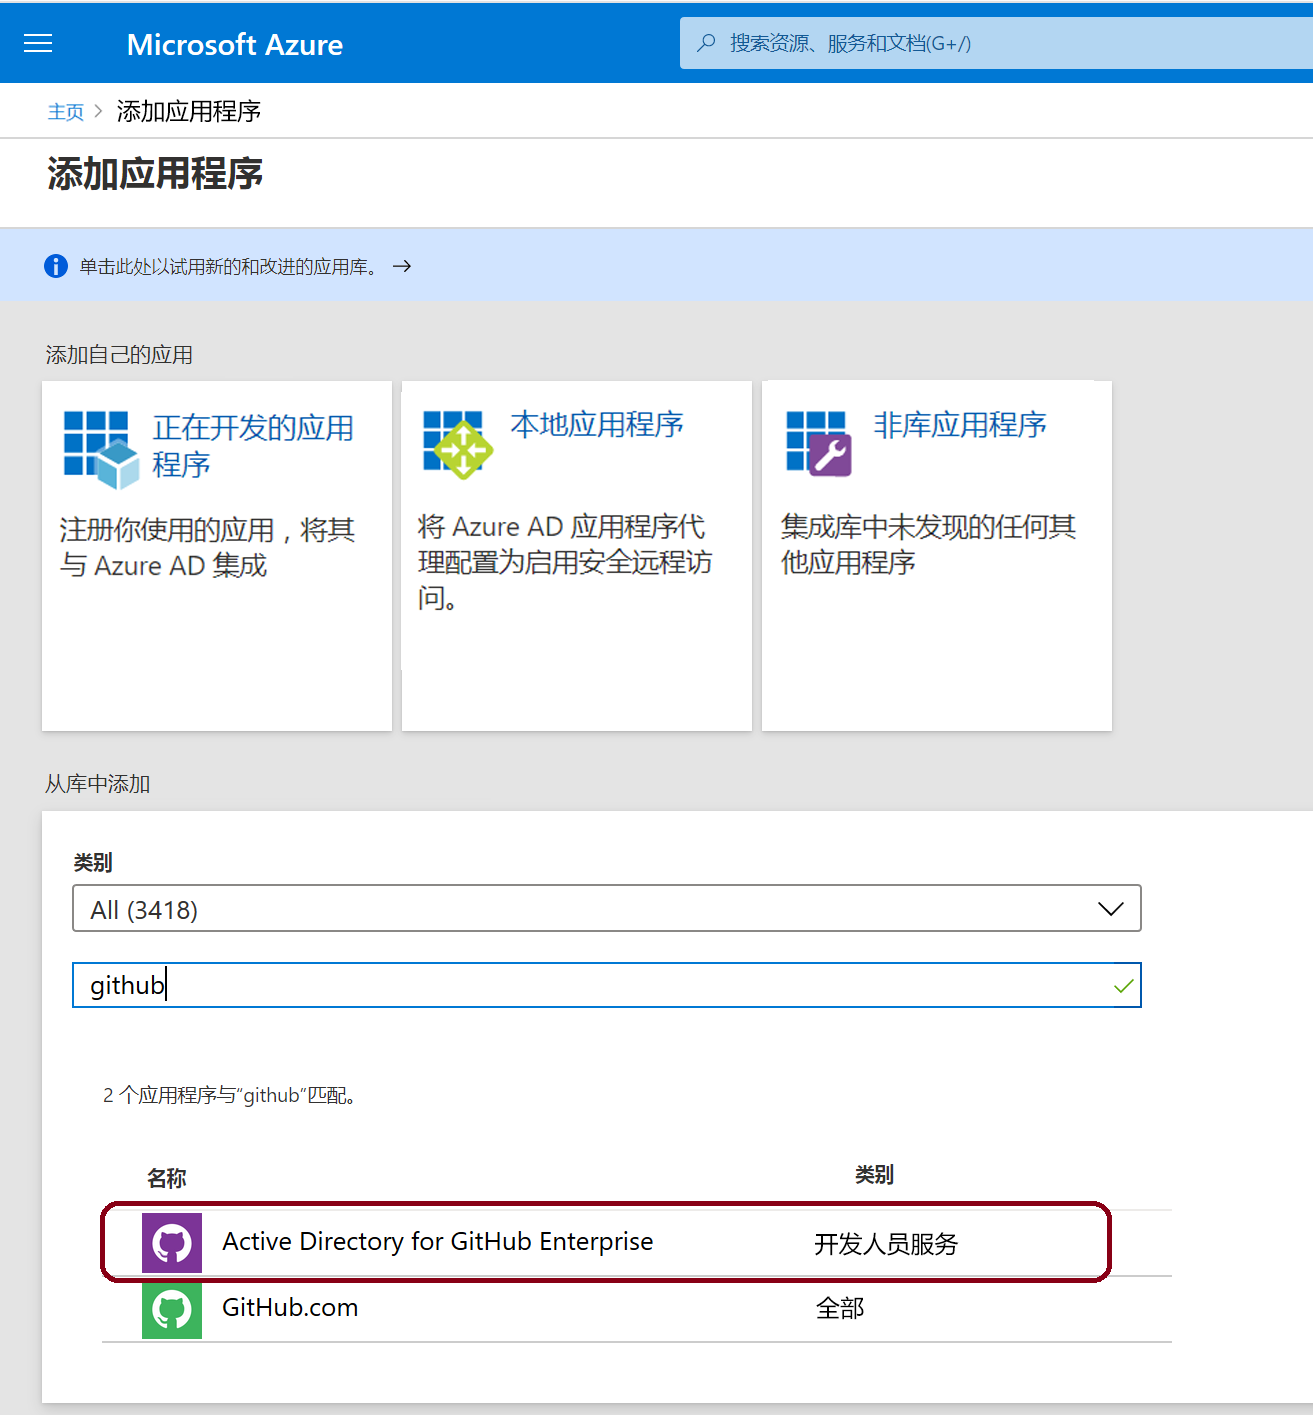 Microsoft Azure
搜索资源、服务和文档(G+/)
主页 > 添加应用程序
添加应用程序
单击此处以试用新的和改进的应用库。 →
添加自己的应用
正在开发的应用
程序
注册你使用的应用，将其
与 Azure AD 集成
本地应用程序
将 Azure AD 应用程序代
理配置为启用安全远程访
问。
非库应用程序
集成库中未发现的任何其
他应用程序
从库中添加
类别
All (3418)
github
2 个应用程序与“github”匹配。
名称 类别
Active Directory for GitHub Enterprise 开发人员服务
GitHub.com 全部